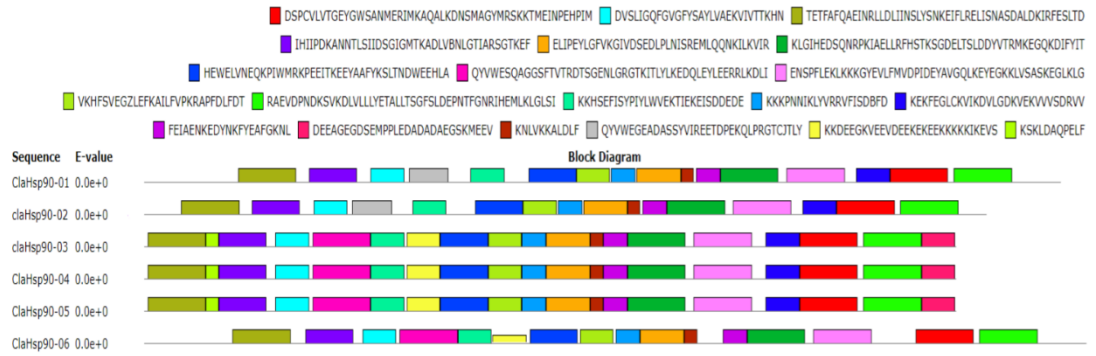 DSPCVLVTGEYGWSANMERIMKAQALKDNSMAGYMRSKKTMEINPEHPIM DVSLIGQFGVGFYSAYLVAEKVIVTTKHN TETFAFQAEINRLLDLIINSLYSNKEIFLRELISNASDALDKIRFESLTD
IHIIPDKANNTLSIIDSGIGMTKADLVBNLGTIARSGTKEF ELIPEYLGFVKGIVDSEDLPLNISREMLQQNKILKVIR KLGIHEDSQNRPKIAELLRFHSTKSGDELTSLDDYVTRMKEGQKDIFYIT
HEWELVNEQKPIWMRKPEEITKEEYAAFYKSLTNDWEEHLA QYVWESQAGGSFTVTRDTSGENLGRGTKITLYLKEDQLEYLEERRLKDLI ENSPFLEKLKKKGYEVLFMVDPIDEYAVGQLKEYEGKKLVSASKEGLKLG
VKHFSVEGZLEFKAILFVPKRAPFDLFDT RAEVDPNDKSVKDLVLLLYETALLTSGFSLDEPNTFGNRIHEMLKLGLSI KKHSEFISYPIYLWVEKTIEKEISDDEDE KKKPNNIKLYVRRVFISDBFD KEKFEGLCKVIKDVLGDKVEKVVVSDRVV
FEIAENKEDYNKFYEAFGKNL DEEAGEGDSEMPPLEDADADAEGSKMEEV KNLVKKALDLF QYVWEGEADASSYVIREETDPEKQLPRGTCJTLY KKDEEGKVEEVDEEKEKEEKKKKKIKEVS KSKLDAQPELF
Sequence E-value Block Diagram
ClaHsp90-01 0.0e+0
claHsp90-02 0.0e+0
claHsp90-03 0.0e+0
ClaHsp90-04 0.0e+0
ClaHsp90-05 0.0e+0
ClaHsp90-06 0.0e+0